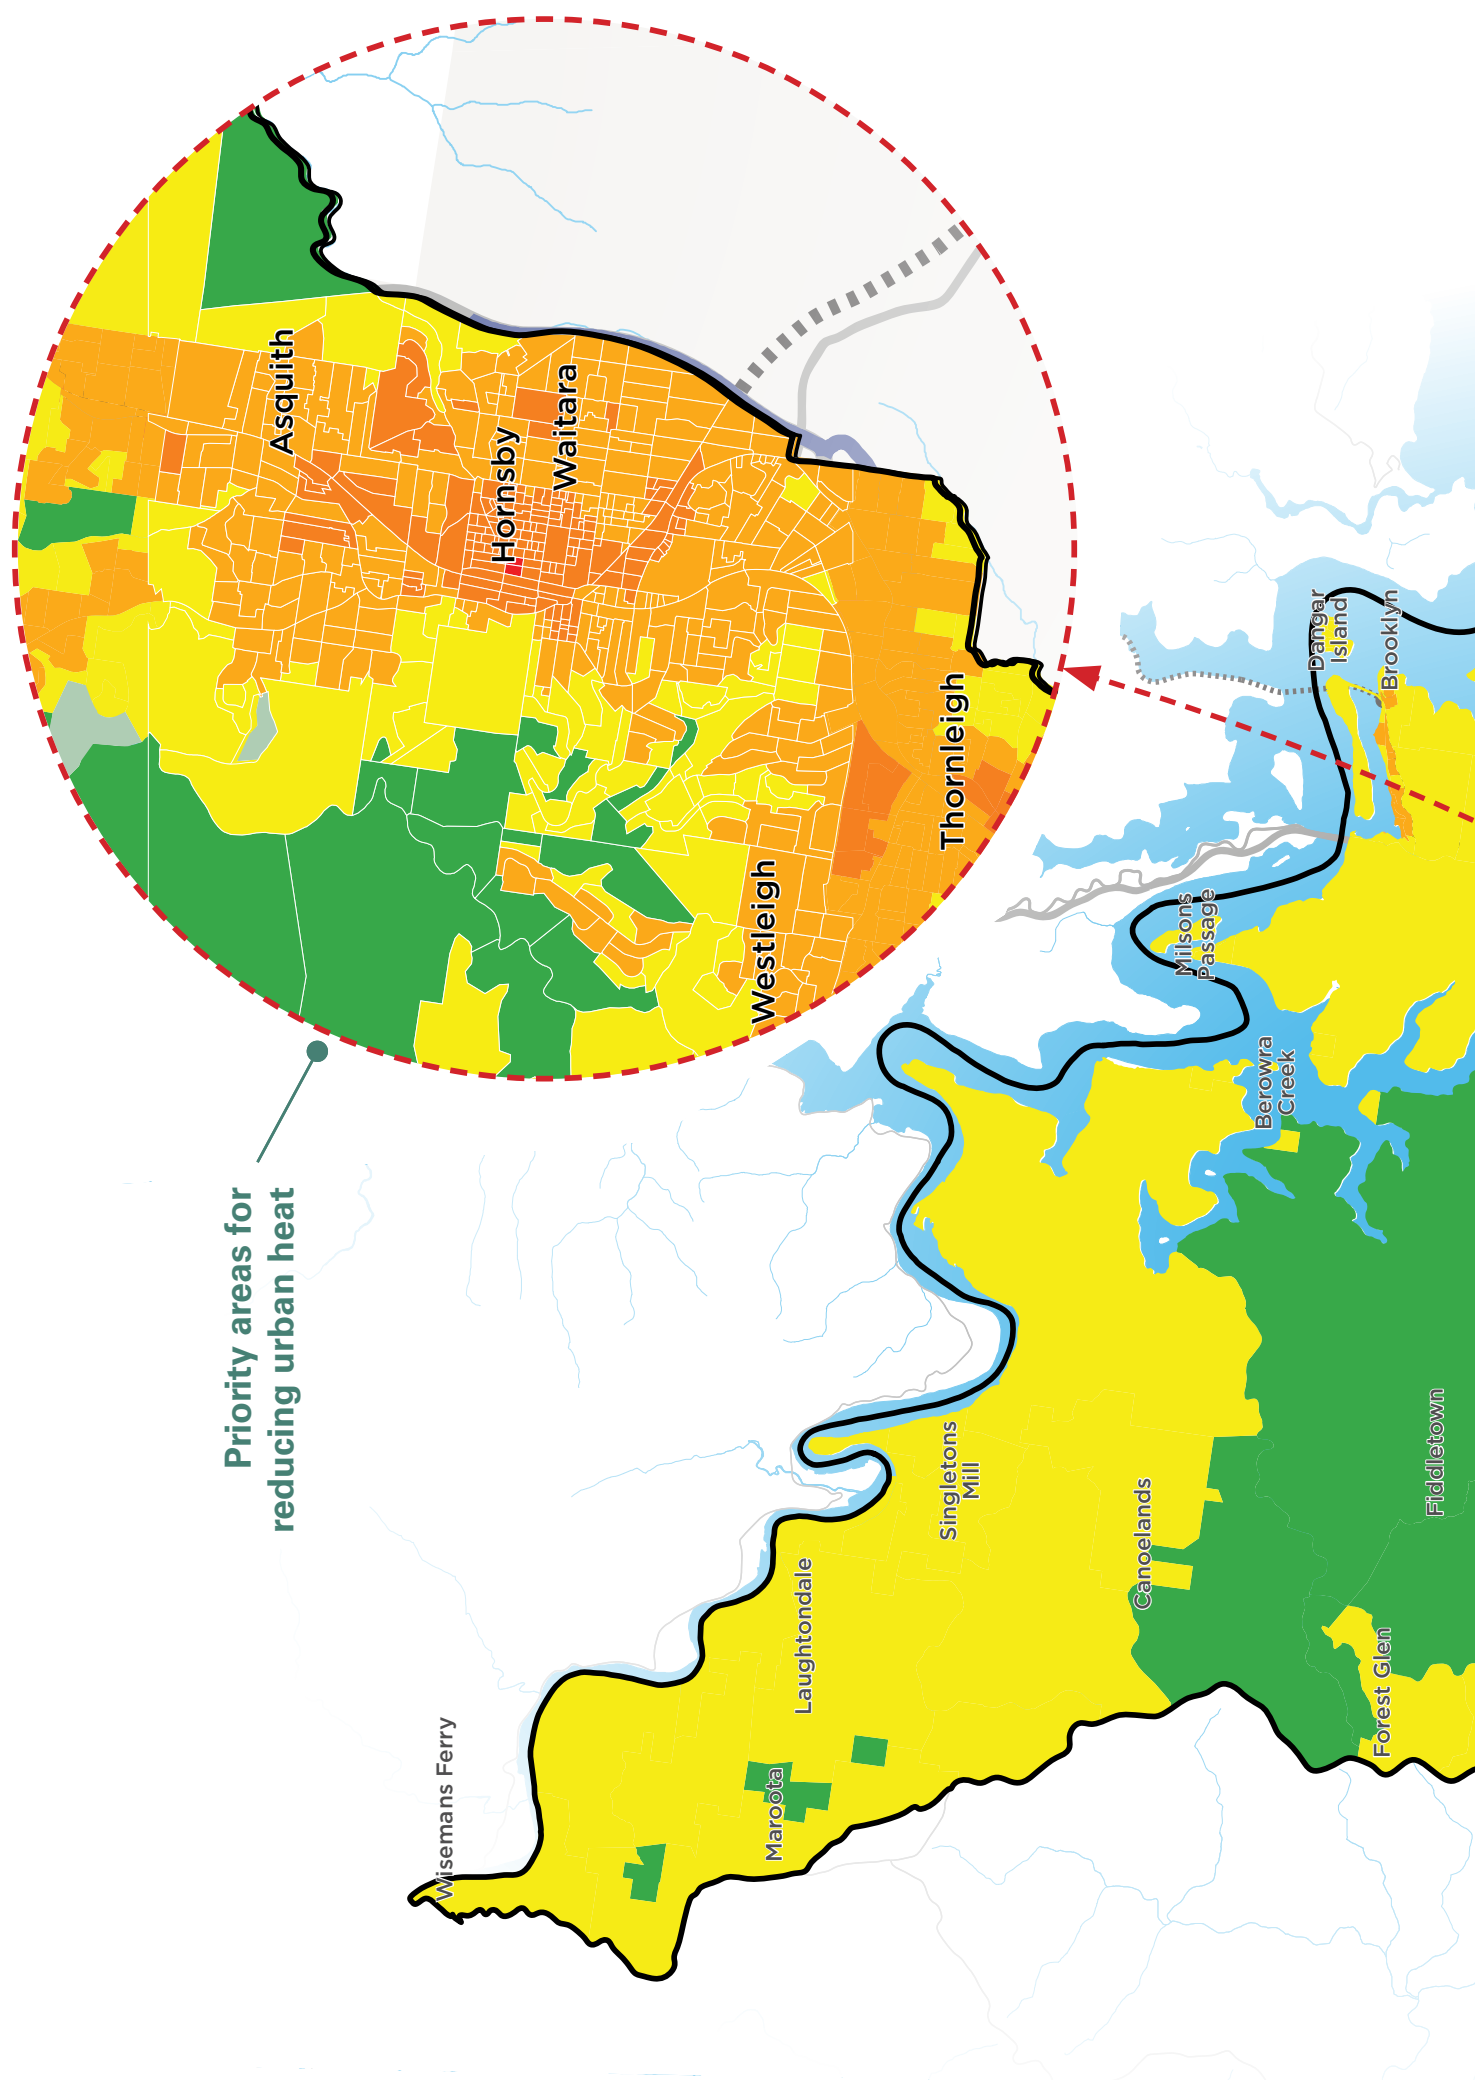 Priority areas for
reducing urban heat
Asquith
Hornsby
Waitara
Westleigh
Thornleigh
Wisemans Ferry
Maroota
Laughtondale
Singletons
Mill
Canoelands
Forest Glen
Fiddletown
Berowra
Creek
Milsons
Passage
Dangar
Island
Brooklyn